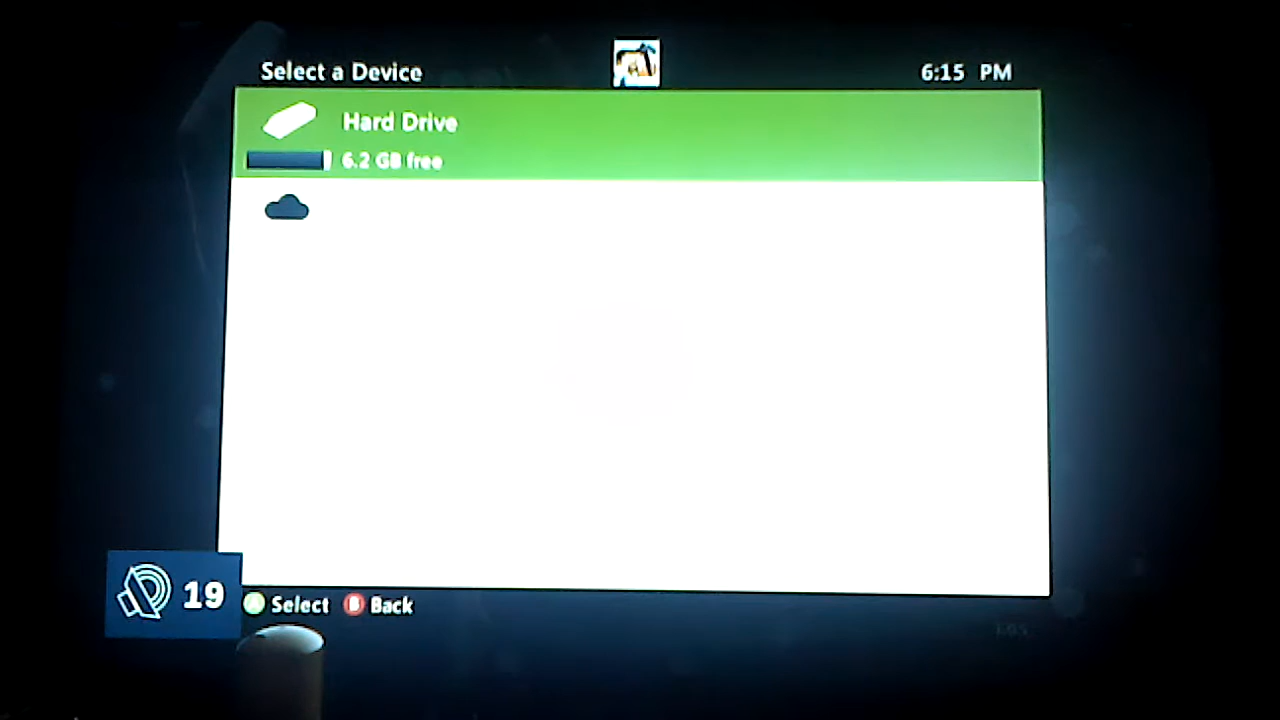 Select a Device
6:15 PM
Hard Drive
6.2 GB free
19
A Select B Back